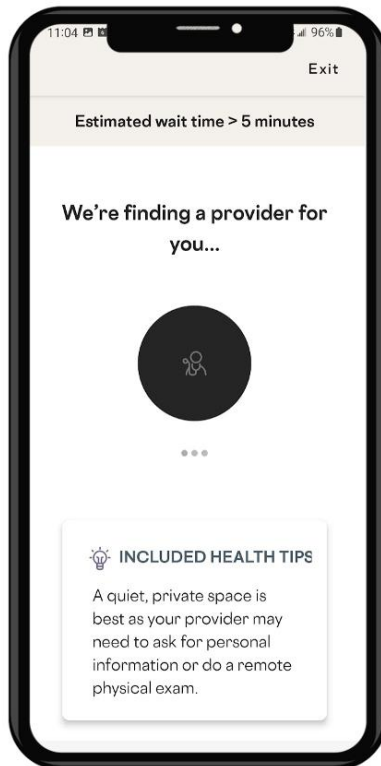 11:04
96%
Exit
Estimated wait time > 5 minutes
We’re finding a provider for
you...
INCLUDED HEALTH TIPS
A quiet, private space is
best as your provider may
need to ask for personal
information or do a remote
physical exam.